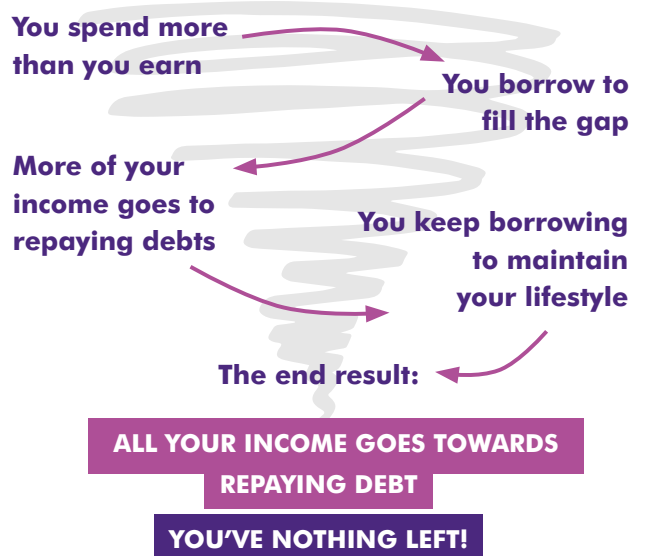 You spend more
than you earn
You borrow to
fill the gap
More of your
income goes to
repaying debts
You keep borrowing
to maintain
your lifestyle
The end result:
ALL YOUR INCOME GOES TOWARDS
REPAYING DEBT
YOU’VE NOTHING LEFT!